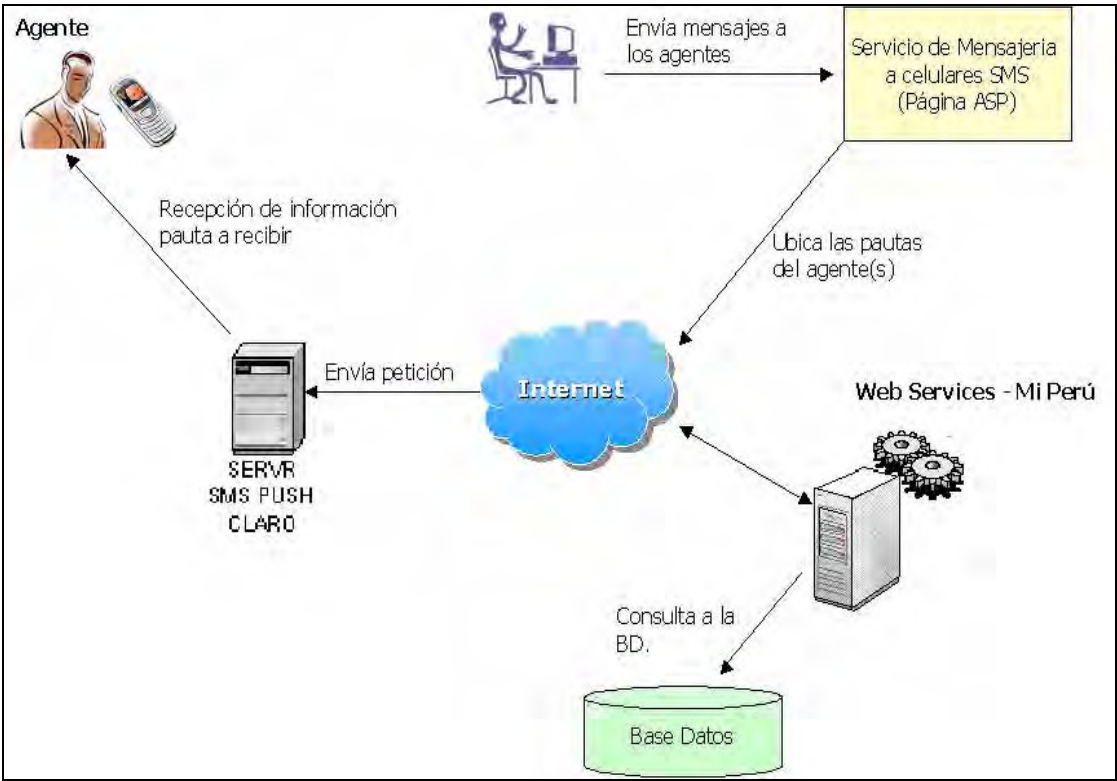 Agente
Envía mensajes a
los agentes
Servicio de Mensajeria
a celulares SMS
(Página ASP)
Recepción de información
pauta a recibir
Ubica las pautas
del agente(s)
Envía petición
Internet
Web Services - Mi Perú
SERVR
SMS PUSH
CLARO
Consulta a la
BD.
Base Datos